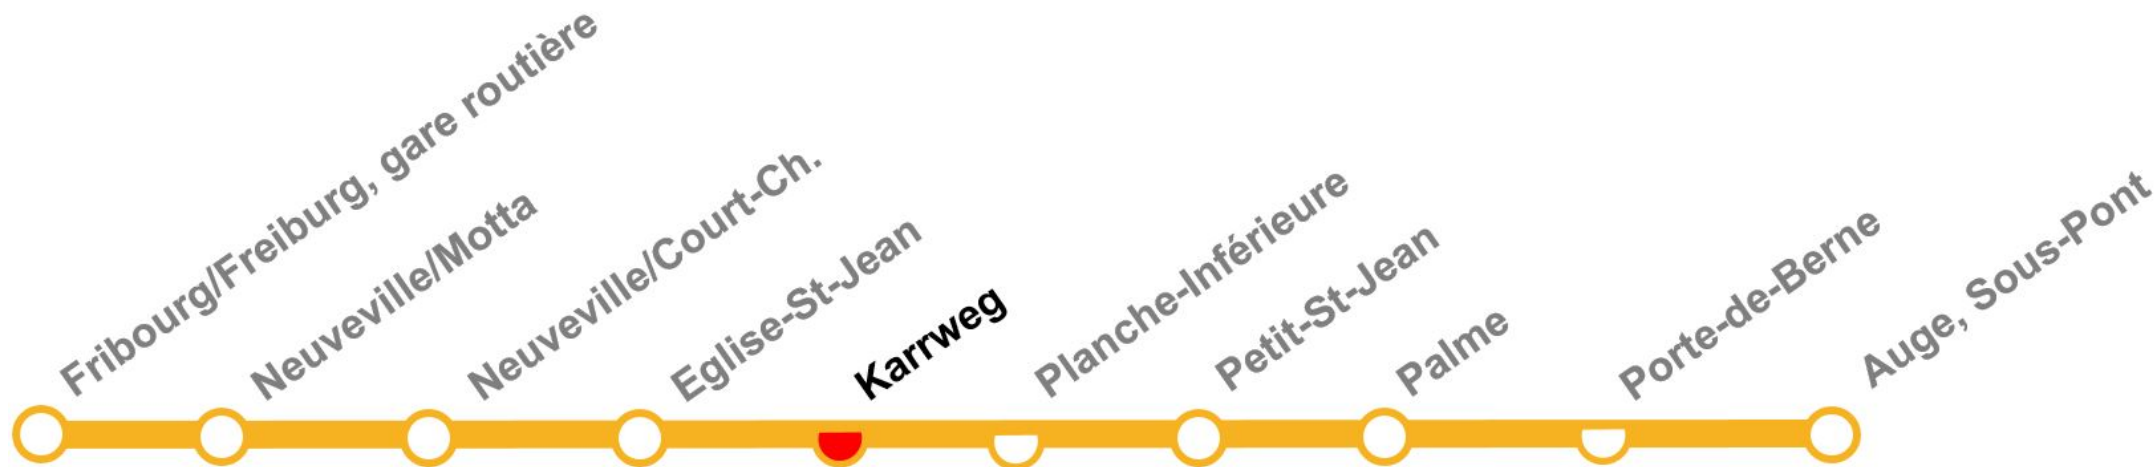 Fribourg/Freiburg, gare routière
Neuveville/Motta
Neuveville/Court-Ch.
Eglise-St-Jean
Karrweg
Planche-Inférieure
Petit-St-Jean
Palme
Porte-de-Berne
Auge, Sous-Pont